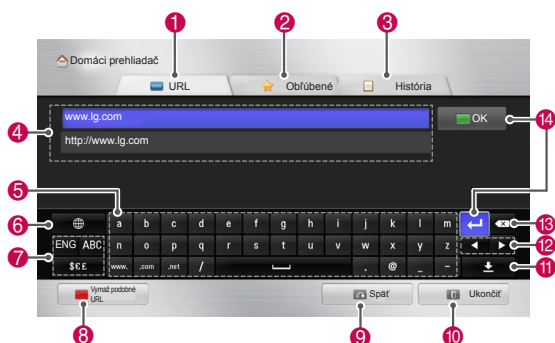 1 2 3
Domáci prehliadač
URL Obľúbené História
4 www.lg.com OK 14
http://www.lg.com
5
6 a b c d e f g h i j k l m 13
7 ENG ABC n o p q r s t u v w x y z 12
$€£ www. .com .net / . @ _ - 11
Vymaž podobné
URL Späť Ukončiť
8 9 10